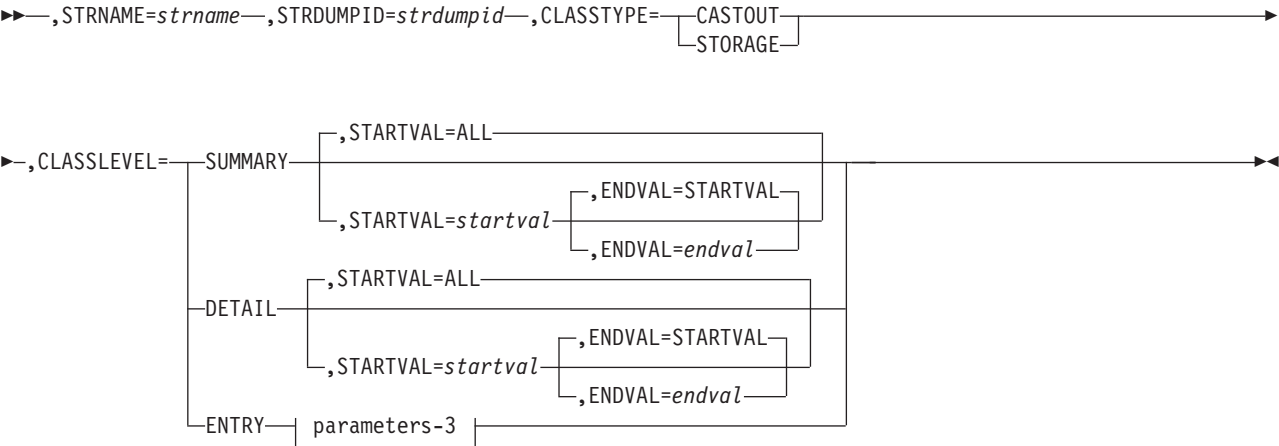 ,STRNAME=strname ,STRDUMPID=strdumpid ,CLASSTYPE= CASTOUT
STORAGE
,STARTVAL=ALL
,CLASSLEVEL= SUMMARY
,ENDVAL=STARTVAL
,STARTVAL=startval
,ENDVAL=endval
,STARTVAL=ALL
DETAIL
,ENDVAL=STARTVAL
,STARTVAL=startval
,ENDVAL=endval
ENTRY parameters-3